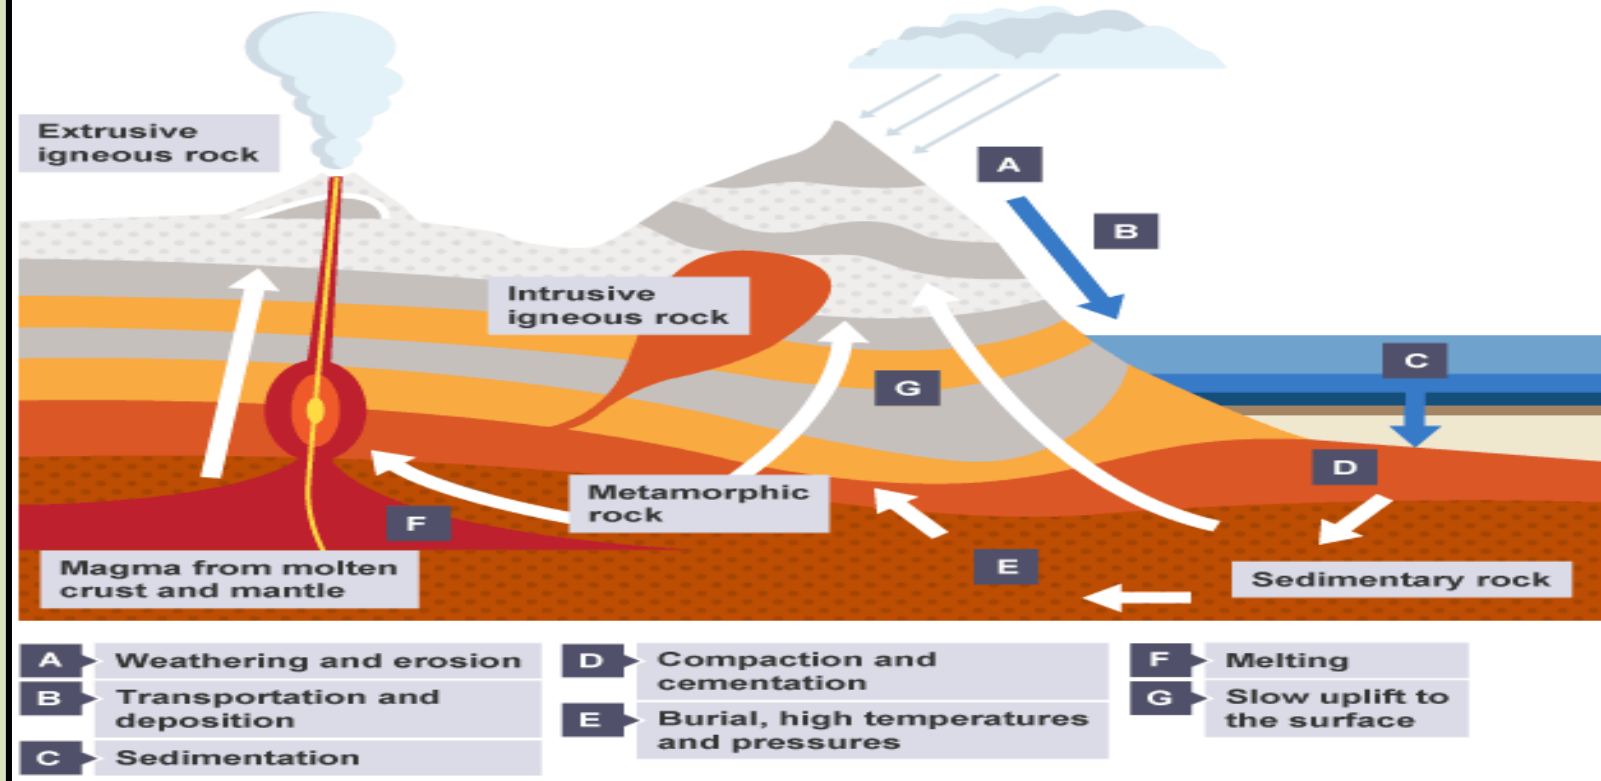 Extrusive
igneous rock
A
B
Intrusive
igneous rock
C
G
D
Metamorphic
rock
F
E
Magma from molten
crust and mantle
Sedimentary rock
A Weathering and erosion
B Transportation and
deposition
C Sedimentation
D Compaction and
cementation
E Burial, high temperatures
and pressures
F Melting
G Slow uplift to
the surface